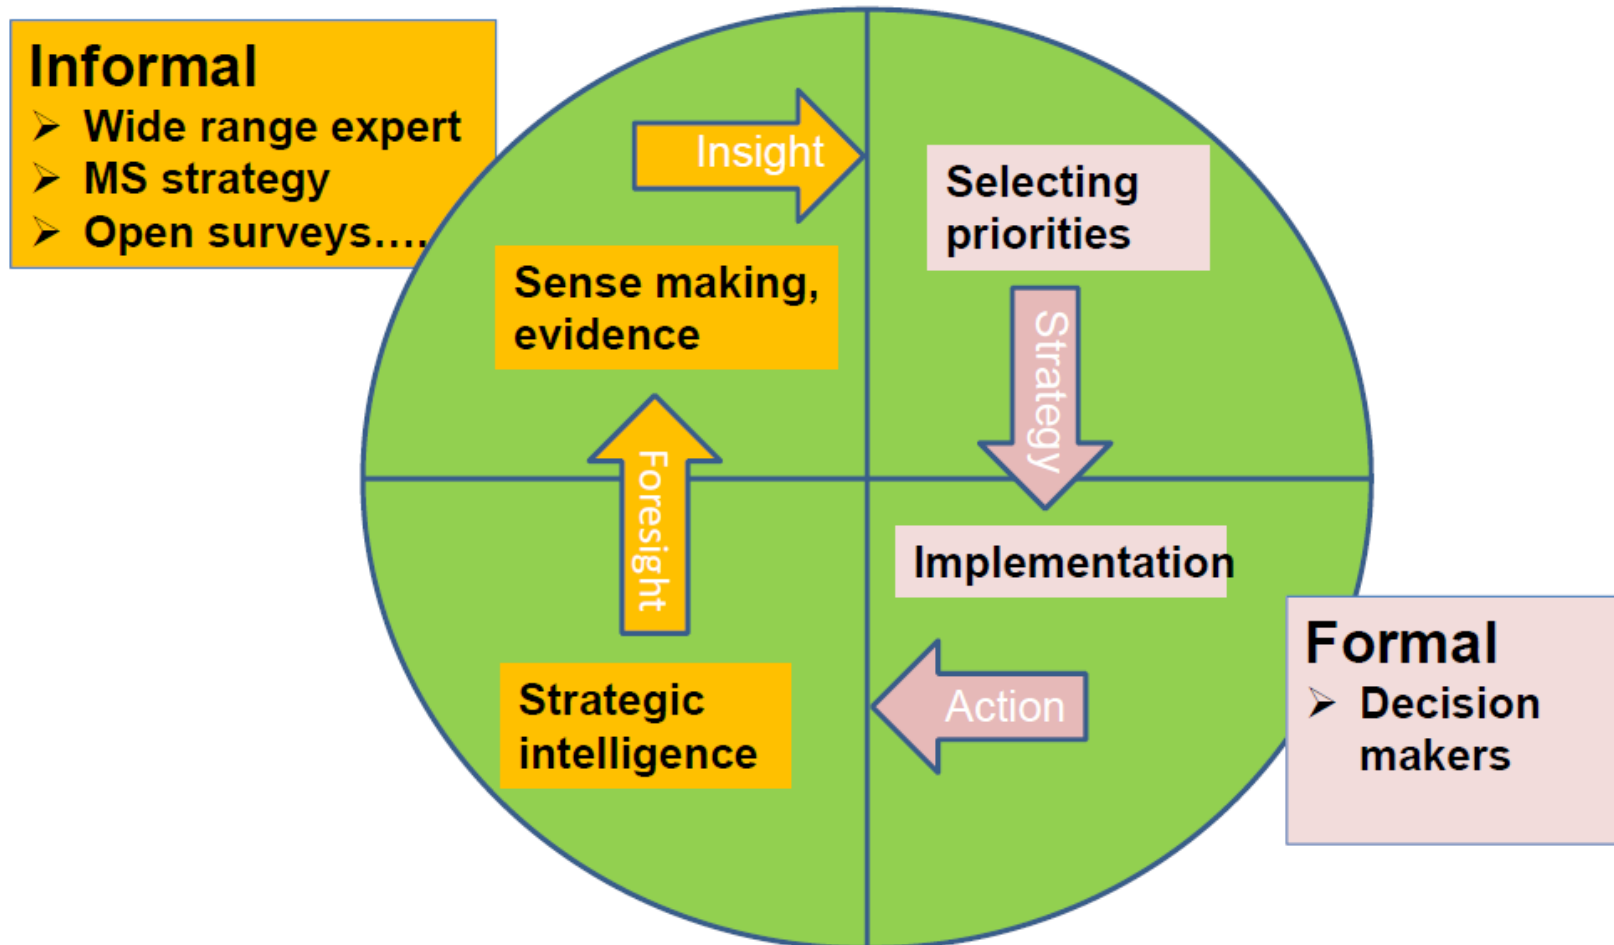 Informal
➢ Wide range expert
➢ MS strategy
➢ Open surveys….
Insight
Sense making,
evidence
Selecting
priorities
Strategy
Foresight
Implementation
Strategic
intelligence
Action
Formal
➢ Decision
makers